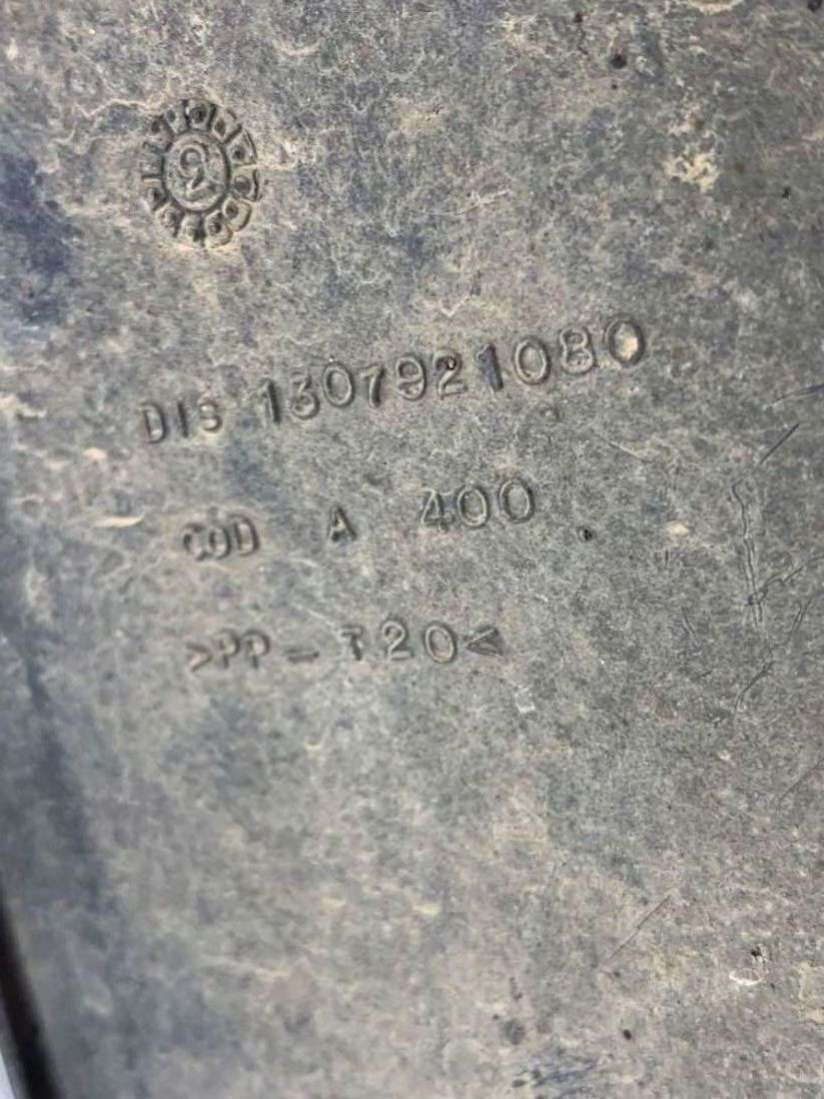 DIS 1307921080
COD A 400
>PP-T20<